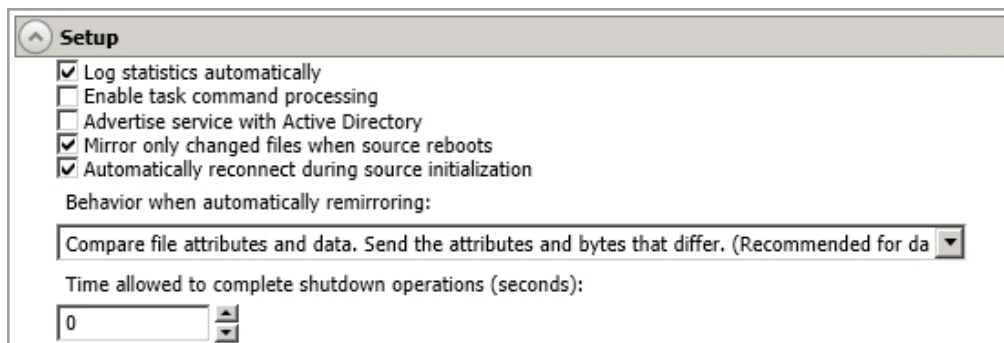 Setup
Log statistics automatically
Enable task command processing
Advertise service with Active Directory
Mirror only changed files when source reboots
Automatically reconnect during source initialization
Behavior when automatically remirroring:
Compare file attributes and data. Send the attributes and bytes that differ. (Recommended for da
Time allowed to complete shutdown operations (seconds):
0